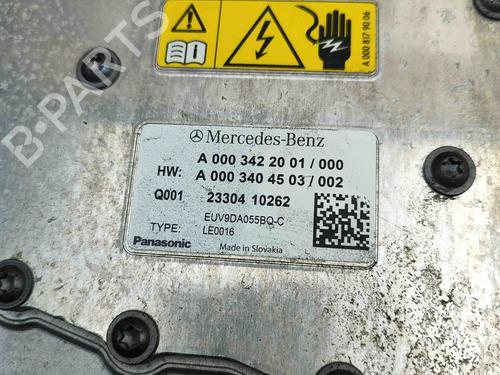 A 000 817 90 06
B-PARTS
Mercedes-Benz
A 000 342 20 01 / 000
HW: A 000 340 45 03 / 002
Q001 23304 10262
EUV9DA055BQ-C
TYPE: LE0016
Panasonic Made in Slovakia